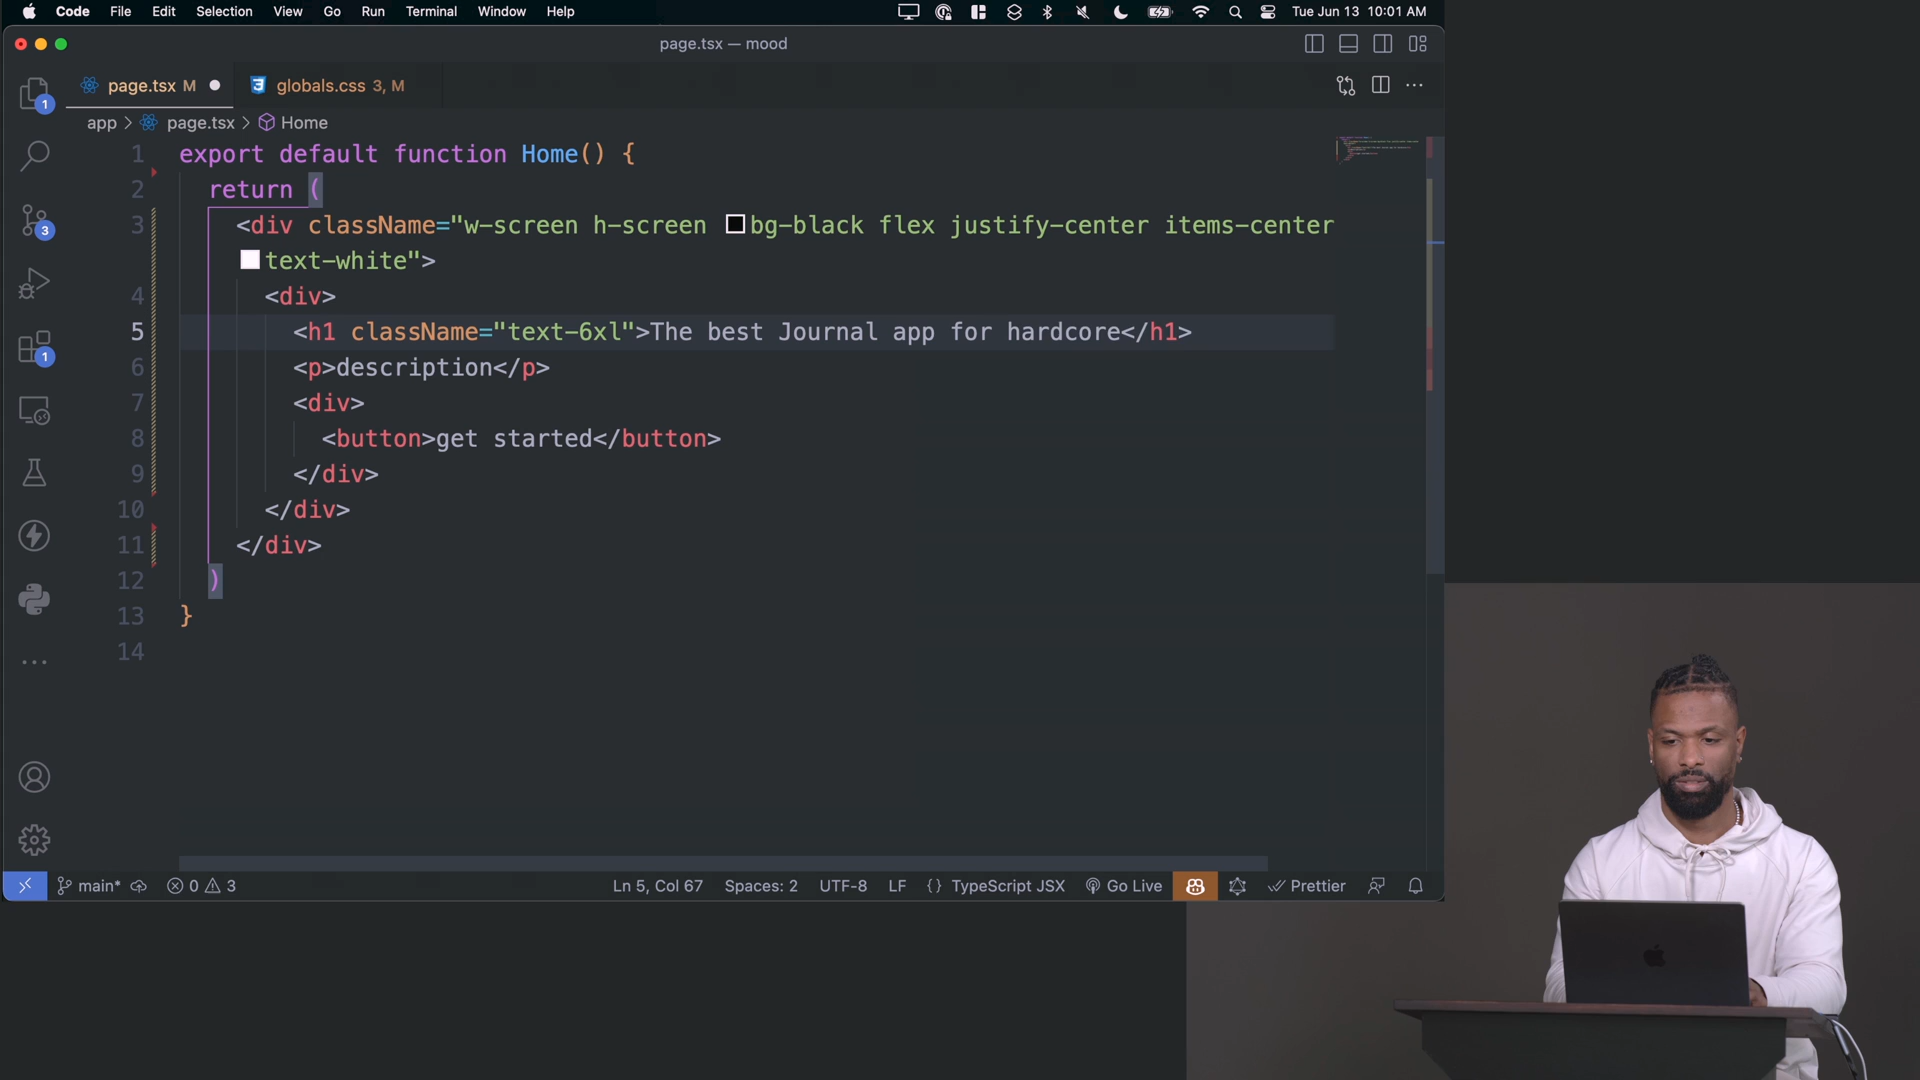 Code File Edit Selection View Go Run Terminal Window Help Tue Jun 13 10:01 AM
page.tsx — mood
page.tsx M globals.css 3, M
app > page.tsx > Home
1 export default function Home() {
2 return (
3 <div className="w-screen h-screen bg-black flex justify-center items-center
text-white">
4 <div>
5 <h1 className="text-6xl">The best Journal app for hardcore</h1>
6 <p>description</p>
7 <div>
8 <button>get started</button>
9 </div>
10 </div>
11 </div>
12 )
13 }
14
1
3
1
main* 0 3 Ln 5, Col 67 Spaces: 2 UTF-8 LF {} TypeScript JSX Go Live Prettier